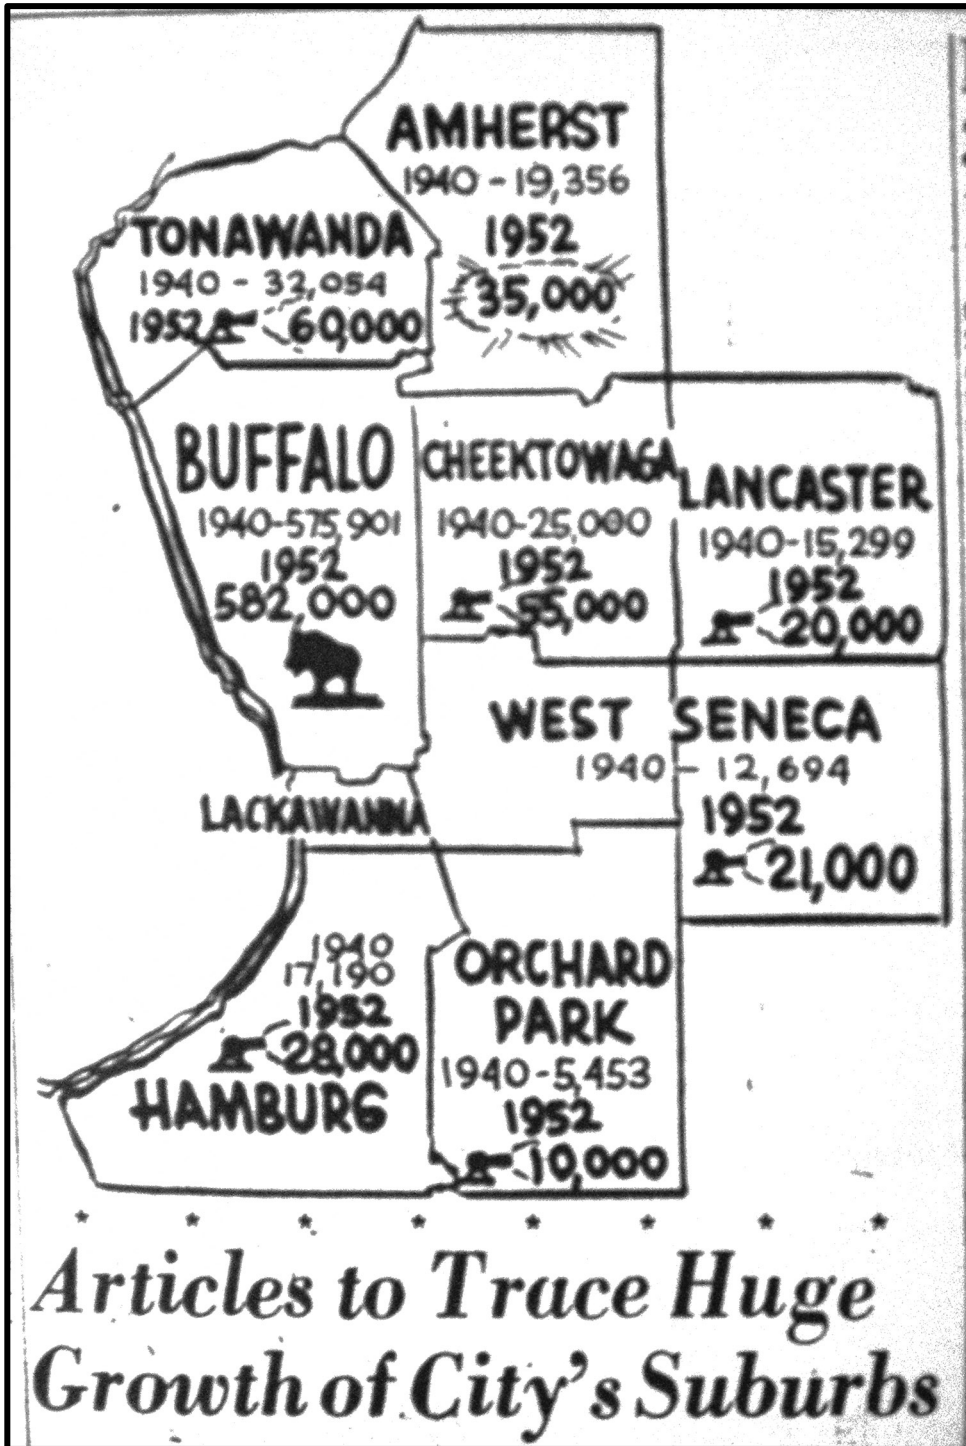 AMHERST
1940 - 19,356
1952
35,000
TONAWANDA
1940 - 32,054
1952 60,000
BUFFALO
1940-575,901
1952
582,000
CHEEKTOWAGA
1940-25,000
1952
55,000
LANCASTER
1940-15,299
1952
20,000
WEST SENECA
1940 - 12,694
1952
21,000
LACKAWANNA
1940
17,190
1952
28,000
HAMBURG
ORCHARD
PARK
1940-5,453
1952
10,000
* * * * * * * *
Articles to Trace Huge
Growth of City's Suburbs